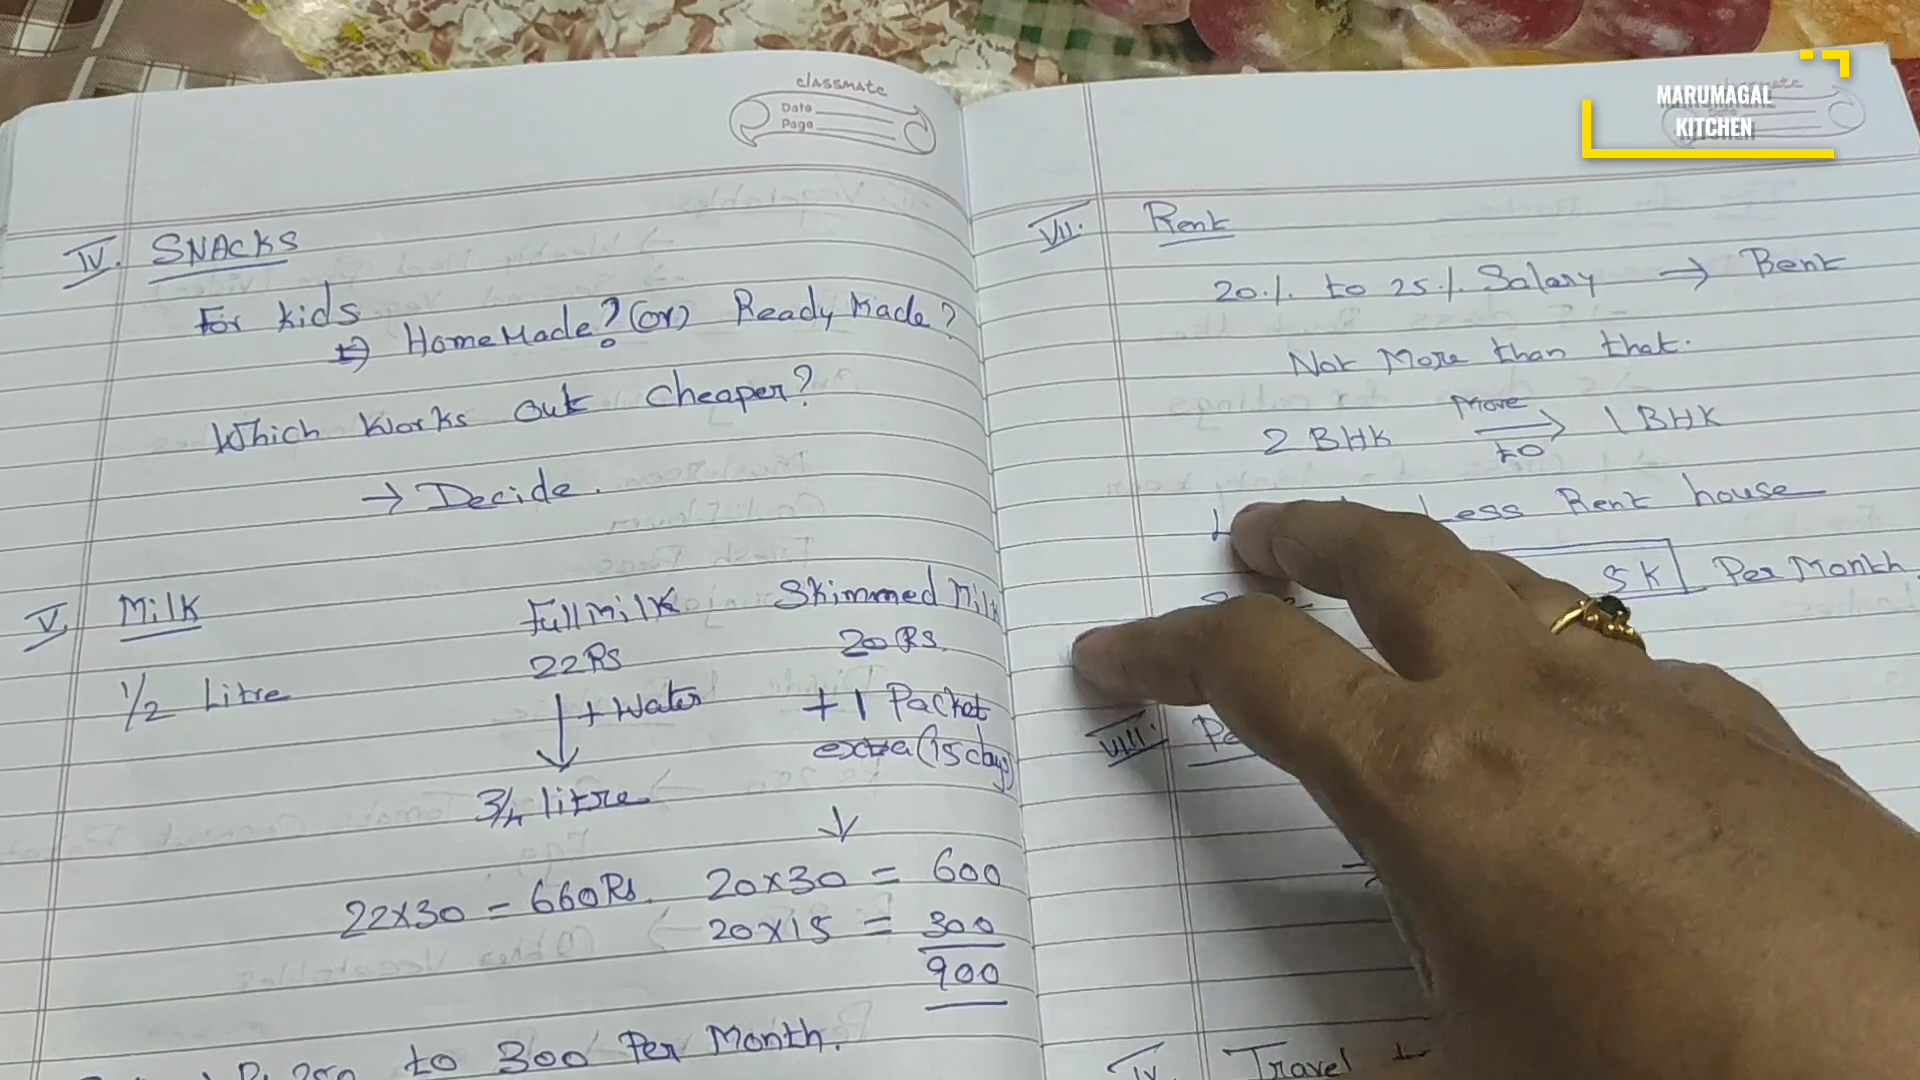 classmate
Date
Page
IV. SNACKS
For kids
→ HomeMade? (or) Ready Made?
Which works out cheaper?
→ Decide.
V. Milk
Full milk
Skimmed Milk
1/2 Litre
22 Rs
20 Rs.
↓ + Water
+ 1 Packet
extra (15 days)
3/4 litre
↓
22x30 = 660 Rs.
20x30 = 600
20x15 = 300
900
to 300 Per Month.
MARUMAGAL
KITCHEN
VII. Rent
20% to 25% Salary → Rent
Not More than that.
2 BHK Move to → 1 BHK
Less Rent house
5K Per Month
VIII.
IV. Travel